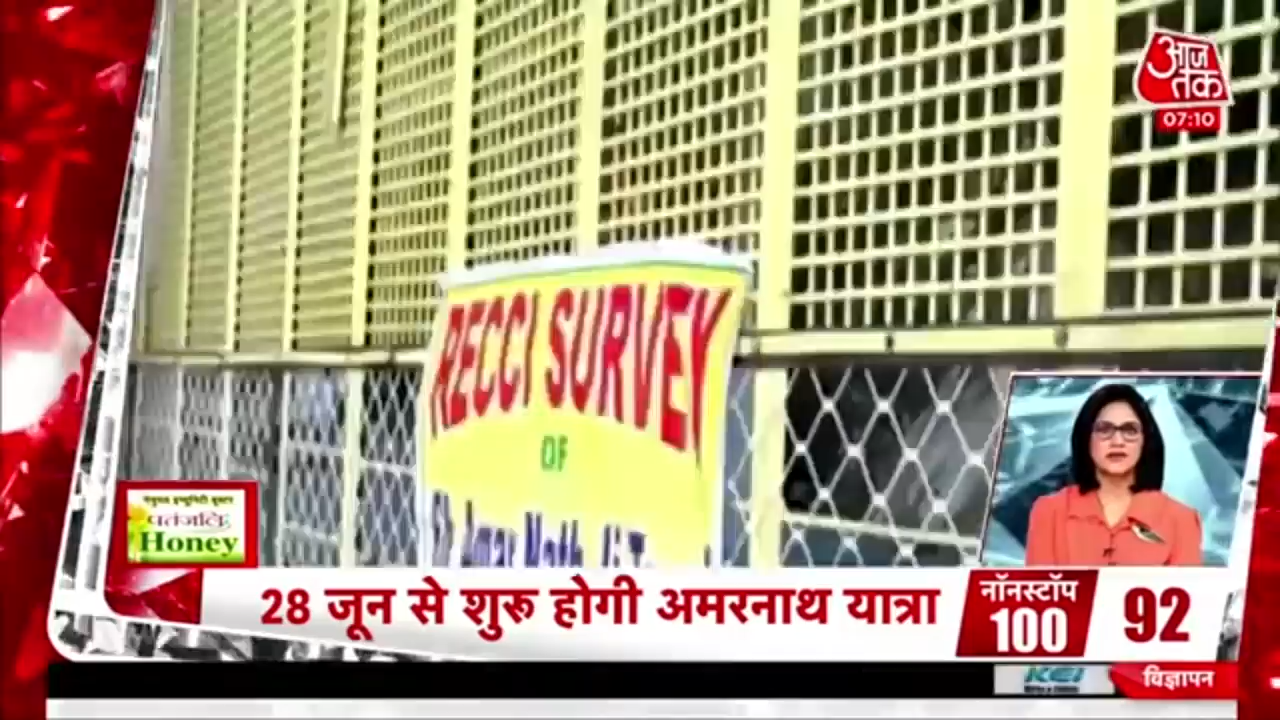 आज
तक
07:10
RECCI SURVEY
OF
पतंजलि
Honey
28 जून से शुरू होगी अमरनाथ यात्रा
नॉनस्टॉप
100
92
KEI
विज्ञापन